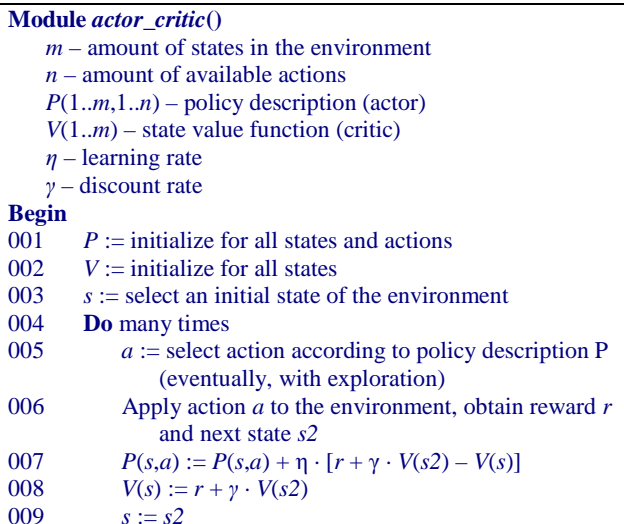 Module actor_critic()
m – amount of states in the environment
n – amount of available actions
P(1..m,1..n) – policy description (actor)
V(1..m) – state value function (critic)
η – learning rate
γ – discount rate
Begin
001 P := initialize for all states and actions
002 V := initialize for all states
003 s := select an initial state of the environment
004 Do many times
005 a := select action according to policy description P
(eventually, with exploration)
006 Apply action a to the environment, obtain reward r
and next state s2
007 P(s,a) := P(s,a) + η · [r + γ · V(s2) – V(s)]
008 V(s) := r + γ · V(s2)
009 s := s2